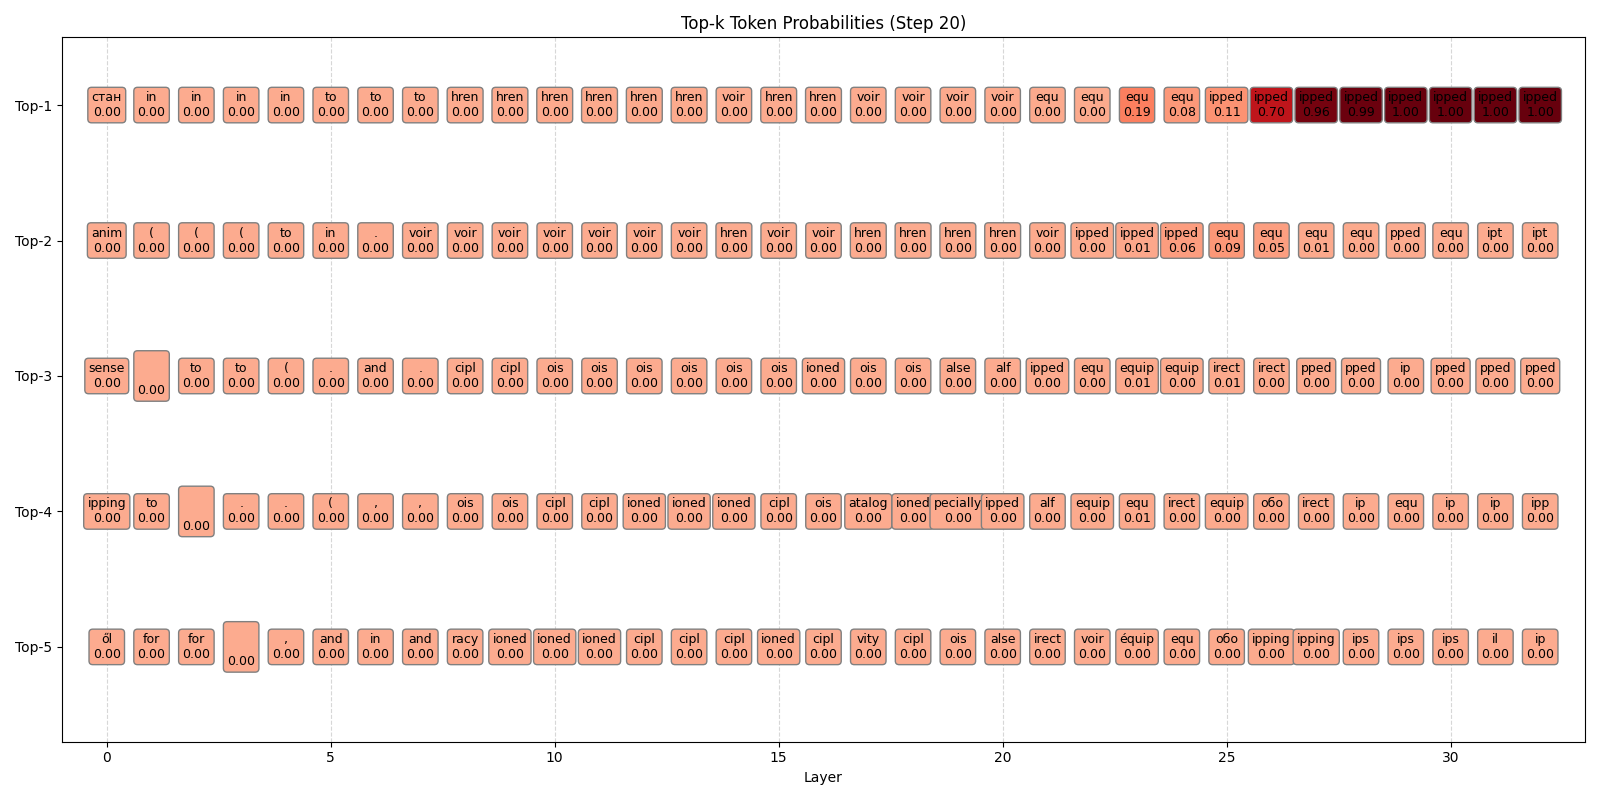 Top-k Token Probabilities (Step 20)
Top-1
стан in in in in to to to hren hren hren hren hren hren voir hren hren voir voir voir voir equ equ equ equ ipped ipped ipped ipped ipped ipped ipped ipped
0.00 0.00 0.00 0.00 0.00 0.00 0.00 0.00 0.00 0.00 0.00 0.00 0.00 0.00 0.00 0.00 0.00 0.00 0.00 0.00 0.00 0.00 0.00 0.19 0.08 0.11 0.70 0.96 0.99 1.00 1.00 1.00 1.00
Top-2
anim ( ( ( to in . voir voir voir voir voir voir voir hren voir voir hren hren hren hren voir ipped ipped ipped equ equ equ equ pped equ ipt ipt
0.00 0.00 0.00 0.00 0.00 0.00 0.00 0.00 0.00 0.00 0.00 0.00 0.00 0.00 0.00 0.00 0.00 0.00 0.00 0.00 0.00 0.00 0.00 0.01 0.06 0.09 0.05 0.01 0.00 0.00 0.00 0.00 0.00
Top-3
sense to to ( . and . cipl cipl ois ois ois ois ois ois ioned ois ois alse alf ipped equ equip equip irect irect pped pped ip pped pped pped
0.00 0.00 0.00 0.00 0.00 0.00 0.00 0.00 0.00 0.00 0.00 0.00 0.00 0.00 0.00 0.00 0.00 0.00 0.00 0.00 0.00 0.00 0.00 0.01 0.00 0.01 0.00 0.00 0.00 0.00 0.00 0.00 0.00
Top-4
ipping to . . ( , , ois ois cipl cipl ioned ioned ioned cipl ois atalog ioned pecially ipped alf equip equ irect equip обо irect ip equ ip ip ipp
0.00 0.00 0.00 0.00 0.00 0.00 0.00 0.00 0.00 0.00 0.00 0.00 0.00 0.00 0.00 0.00 0.00 0.00 0.00 0.00 0.00 0.00 0.00 0.01 0.00 0.00 0.00 0.00 0.00 0.00 0.00 0.00 0.00
Top-5
ől for for , and in and racy ioned ioned ioned cipl cipl cipl ioned cipl vity cipl ois alse irect voir équip equ обо ipping ipping ips ips ips il ip
0.00 0.00 0.00 0.00 0.00 0.00 0.00 0.00 0.00 0.00 0.00 0.00 0.00 0.00 0.00 0.00 0.00 0.00 0.00 0.00 0.00 0.00 0.00 0.00 0.00 0.00 0.00 0.00 0.00 0.00 0.00 0.00 0.00
0 5 10 15 20 25 30
Layer